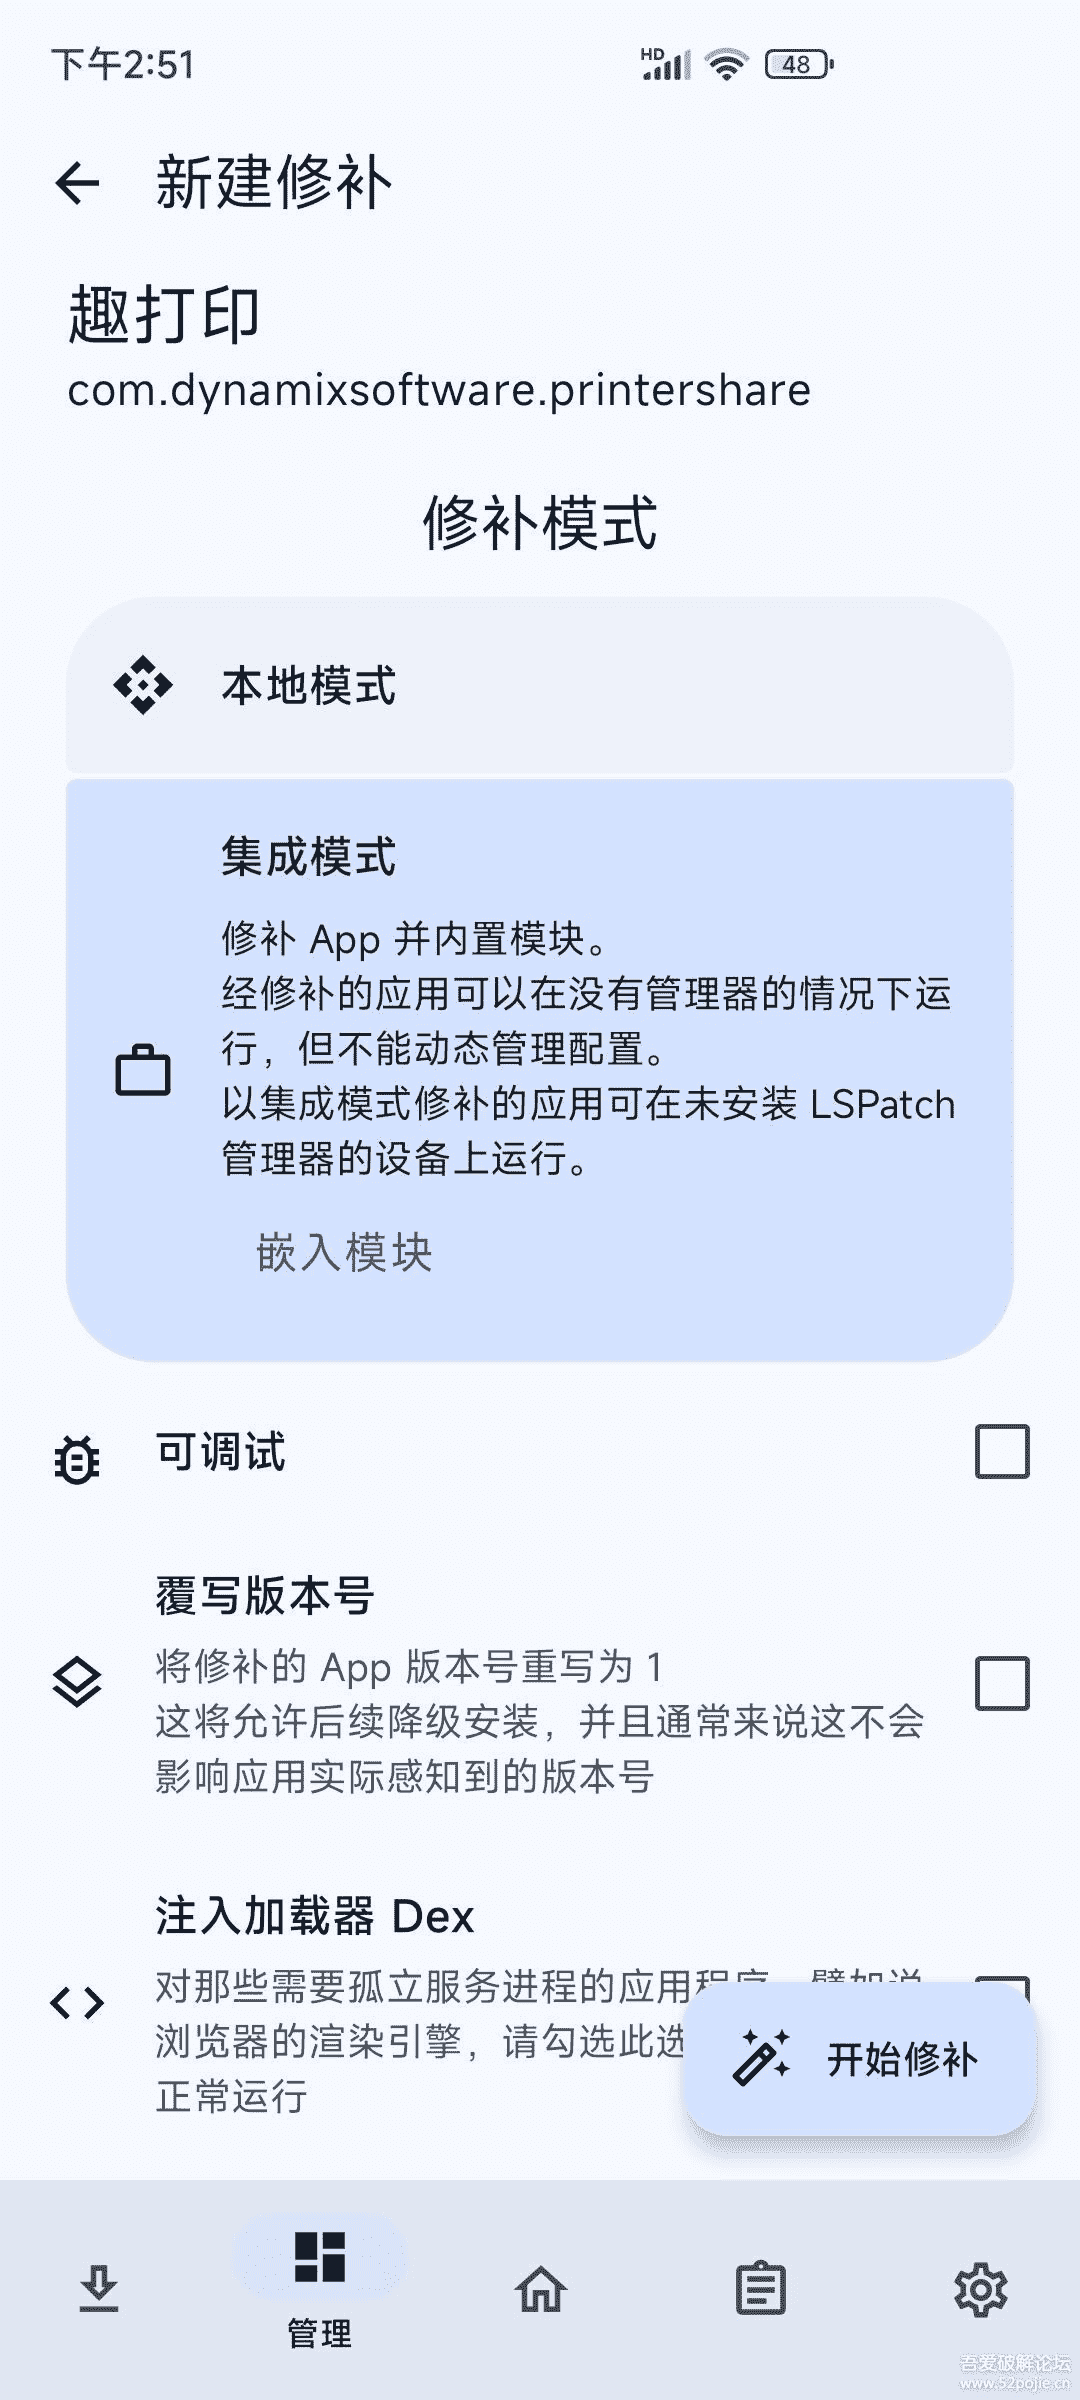 下午2:51
HD
48
新建修补
趣打印
com.dynamixsoftware.printershare
修补模式
本地模式
集成模式
修补 App 并内置模块。
经修补的应用可以在没有管理器的情况下运
行，但不能动态管理配置。
以集成模式修补的应用可在未安装 LSPatch
管理器的设备上运行。
嵌入模块
可调试
覆写版本号
将修补的 App 版本号重写为 1
这将允许后续降级安装，并且通常来说这不会
影响应用实际感知到的版本号
注入加载器 Dex
对那些需要孤立服务进程的应用程序，譬如说
浏览器的渲染引擎，请勾选此选
正常运行
开始修补
管理
吾爱破解论坛
www.52pojie.cn